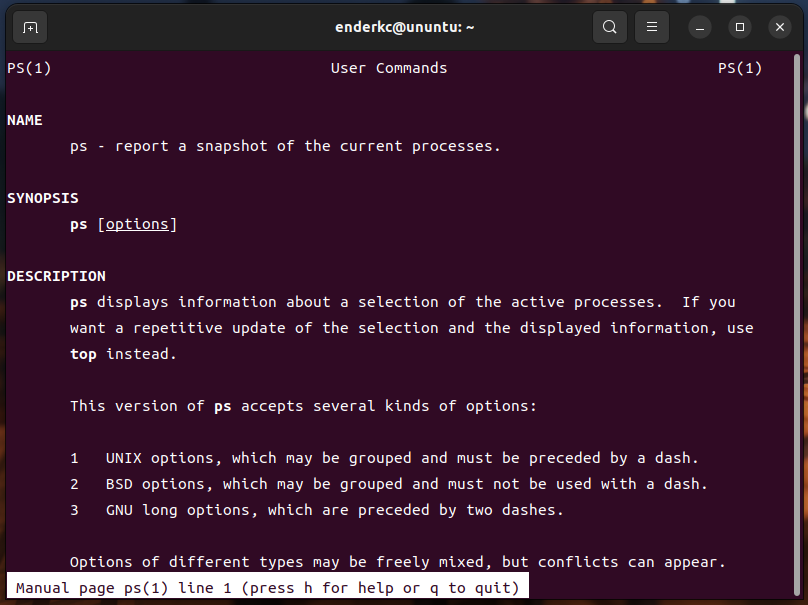 enderkc@ununtu: ~
PS(1) User Commands PS(1)
NAME
ps - report a snapshot of the current processes.
SYNOPSIS
ps [options]
DESCRIPTION
ps displays information about a selection of the active processes.  If you
want a repetitive update of the selection and the displayed information, use
top instead.
This version of ps accepts several kinds of options:
1   UNIX options, which may be grouped and must be preceded by a dash.
2   BSD options, which may be grouped and must not be used with a dash.
3   GNU long options, which are preceded by two dashes.
Options of different types may be freely mixed, but conflicts can appear.
Manual page ps(1) line 1 (press h for help or q to quit)